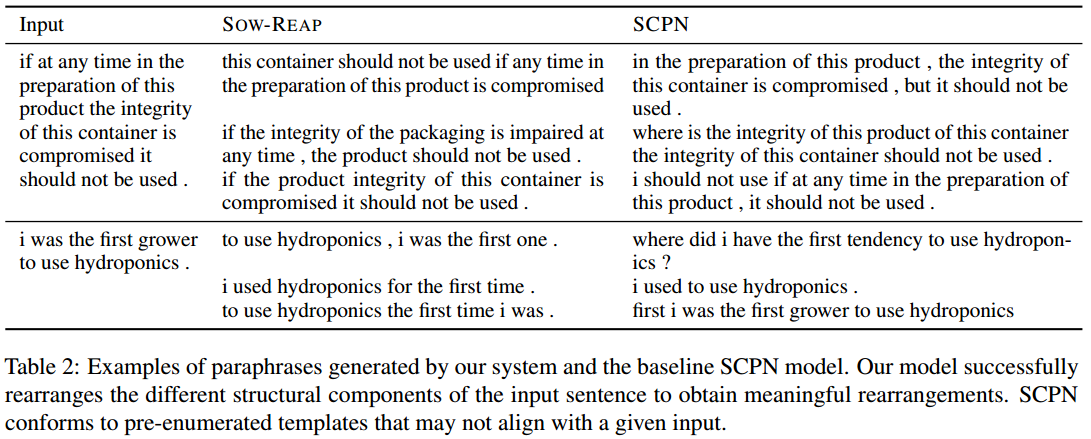 Input SOW-REAP SCPN
if at any time in the preparation of this product the integrity of this container is compromised it should not be used .
this container should not be used if any time in the preparation of this product is compromised
in the preparation of this product , the integrity of this container is compromised , but it should not be used .
if the integrity of the packaging is impaired at any time , the product should not be used .
where is the integrity of this product of this container the integrity of this container should not be used .
if the product integrity of this container is compromised it should not be used .
i should not use if at any time in the preparation of this product , it should not be used .
i was the first grower to use hydroponics .
to use hydroponics , i was the first one .
where did i have the first tendency to use hydropon-
ics ?
i used hydroponics for the first time .
i used to use hydroponics .
to use hydroponics the first time i was .
first i was the first grower to use hydroponics
Table 2: Examples of paraphrases generated by our system and the baseline SCPN model. Our model successfully
rearranges the different structural components of the input sentence to obtain meaningful rearrangements. SCPN
conforms to pre-enumerated templates that may not align with a given input.